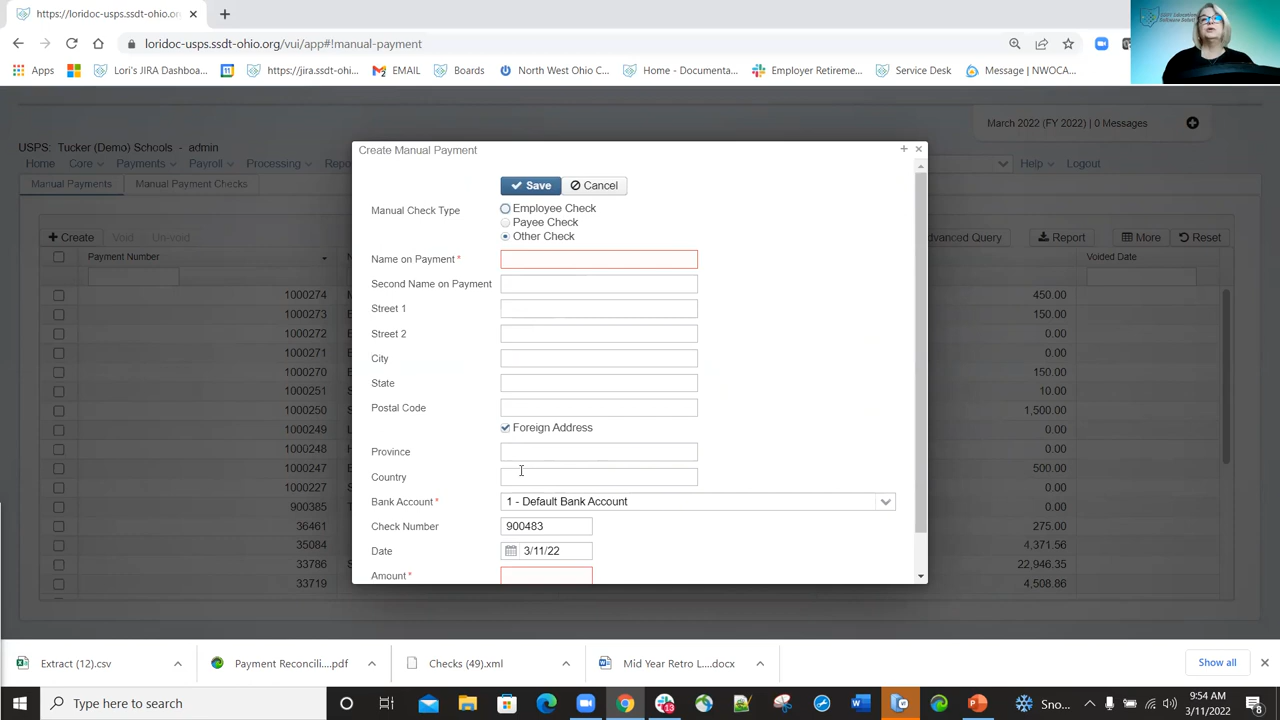 https://loridoc-usps.ssdt-ohio.org
loridoc-usps.ssdt-ohio.org/vui/app#!manual-payment
Apps
Lori's JIRA Dashboa...
https://jira.ssdt-ohi...
EMAIL
Boards
North West Ohio C...
Home - Documenta...
Employer Retireme...
Service Desk
Message | NWOCA...
March 2022 (FY 2022) | 0 Messages
USPS: Tucker (Demo) Schools - admin
Home Core Payments Payroll Processing Repo Help Logout
Manual Payments Manual Payment Checks
Create Void Un-void dvanced Query Report More Reset
Payment Number Voided Date
1000274 450.00
1000273 150.00
1000272 0.00
1000271 0.00
1000270 150.00
1000251 10.00
1000250 1,500.00
1000249 0.00
1000248 0.00
1000247 500.00
1000227 0.00
900385 0.00
36461 275.00
35084 4,371.56
33786 22,946.35
33719 4,508.86
Create Manual Payment
Save Cancel
Manual Check Type
Employee Check
Payee Check
Other Check
Name on Payment *
Second Name on Payment
Street 1
Street 2
City
State
Postal Code
Foreign Address
Province
Country
Bank Account * 1 - Default Bank Account
Check Number 900483
Date 3/11/22
Amount *
Extract (12).csv
Payment Reconcili....pdf
Checks (49).xml
Mid Year Retro L....docx
Show all
Type here to search
13
Sno...
9:54 AM
3/11/2022
8